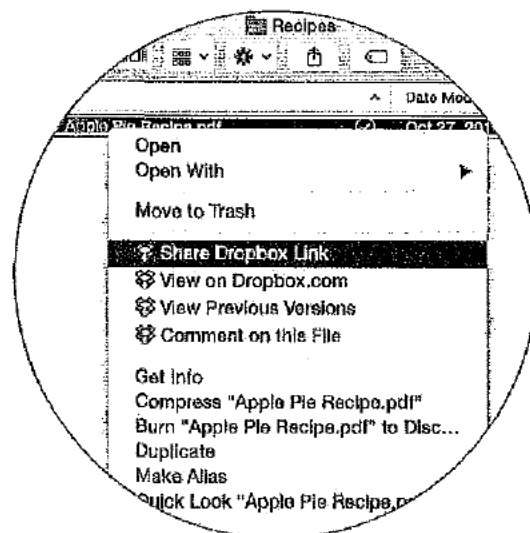 Recipes
Date Mod
Apple Pie Recipe.pdf Oct 27, 201
Open
Open With
Move to Trash
Share Dropbox Link
View on Dropbox.com
View Previous Versions
Comment on this File
Get Info
Compress "Apple Pie Recipe.pdf"
Burn "Apple Pie Recipe.pdf" to Disc...
Duplicate
Make Alias
Quick Look "Apple Pie Recipe.p